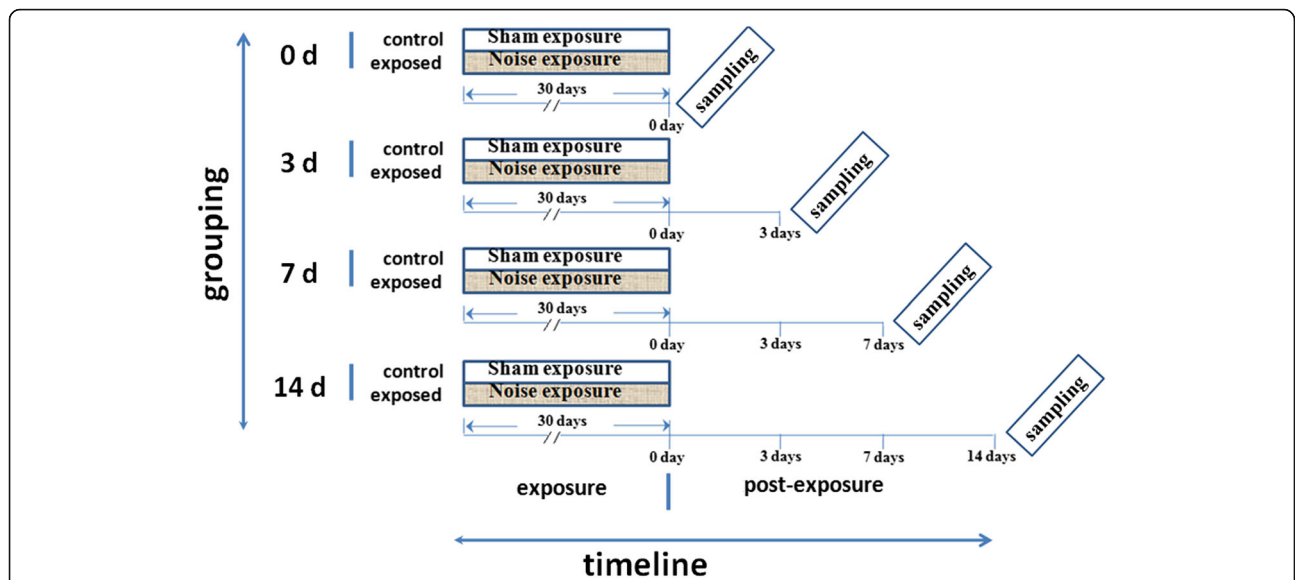 control
0 d
exposed
Sham exposure
Noise exposure
30 days
//
0 day
sampling
control
3 d
exposed
Sham exposure
Noise exposure
30 days
//
0 day
3 days
sampling
control
7 d
exposed
Sham exposure
Noise exposure
30 days
//
0 day
3 days
7 days
sampling
control
14 d
exposed
Sham exposure
Noise exposure
30 days
//
0 day
3 days
7 days
14 days
sampling
grouping
exposure
post-exposure
timeline